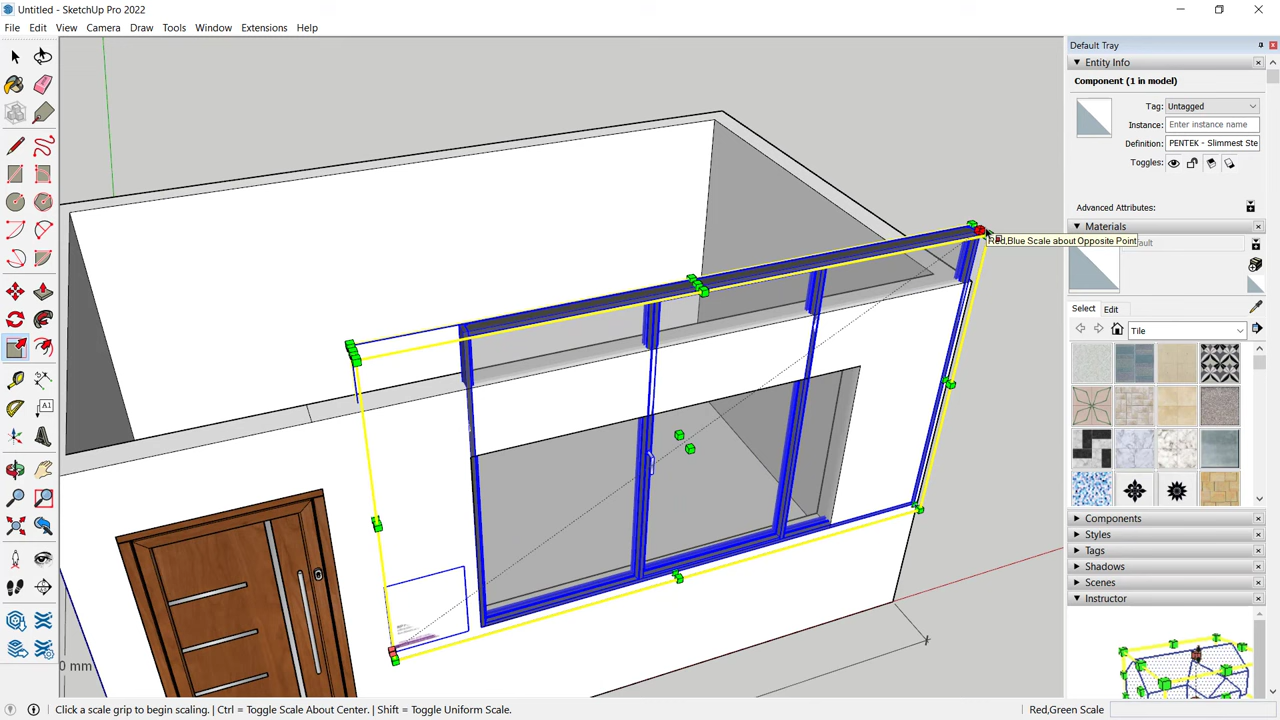 Untitled - SketchUp Pro 2022
File Edit View Camera Draw Tools Window Extensions Help
Default Tray
Entity Info
Component (1 in model)
Tag: Untagged
Instance: Enter instance name
Definition: PENTEK - Slimmest Ste
Toggles:
Advanced Attributes:
Materials
Red,Blue Scale about Opposite Point
Select Edit
Tile
A1
Components
Styles
Tags
Shadows
Scenes
Instructor
0 mm
Click a scale grip to begin scaling. | Ctrl = Toggle Scale About Center. | Shift = Toggle Uniform Scale.
Red,Green Scale